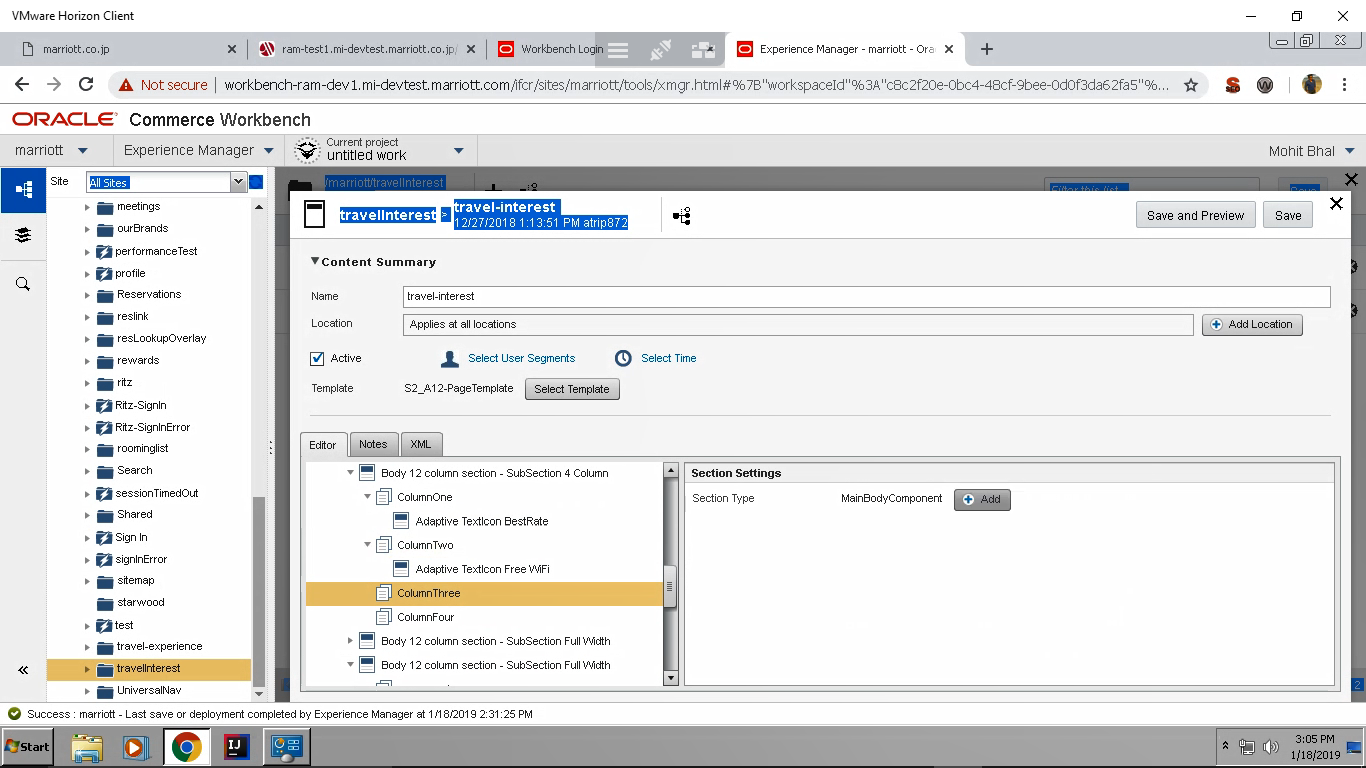 VMware Horizon Client
marriott.co.jp
ram-test1.mi-devtest.marriott.co.jp/
Workbench Login
Experience Manager - marriott - Ora
Not secure
workbench-ram-dev1.mi-devtest.marriott.com/ifcr/sites/marriott/tools/xmgr.html#%7B"workspaceId"%3A"c8c2f20e-0bc4-48cf-9bee-0d0f3da62fa5"%...
ORACLE Commerce Workbench
marriott
Experience Manager
Current project
untitled work
Mohit Bhal
Site
All Sites
/marriott/travelInterest
Filter this list...
Save
meetings
ourBrands
performanceTest
profile
Reservations
reslink
resLookupOverlay
rewards
ritz
Ritz-SignIn
Ritz-SignInError
roominglist
Search
sessionTimedOut
Shared
Sign In
signInError
sitemap
starwood
test
travel-experience
travelInterest
UniversalNav
travelInterest > travel-interest
12/27/2018 1:13:51 PM atrip872
Save and Preview
Save
Content Summary
Name
travel-interest
Location
Applies at all locations
Add Location
Active
Select User Segments
Select Time
Template
S2_A12-PageTemplate
Select Template
Editor
Notes
XML
Body 12 column section - SubSection 4 Column
ColumnOne
Adaptive TextIcon BestRate
ColumnTwo
Adaptive TextIcon Free WiFi
ColumnThree
ColumnFour
Body 12 column section - SubSection Full Width
Body 12 column section - SubSection Full Width
Section Settings
Section Type
MainBodyComponent
Add
2
Success : marriott - Last save or deployment completed by Experience Manager at 1/18/2019 2:31:25 PM
Start
IJ
3:05 PM
1/18/2019